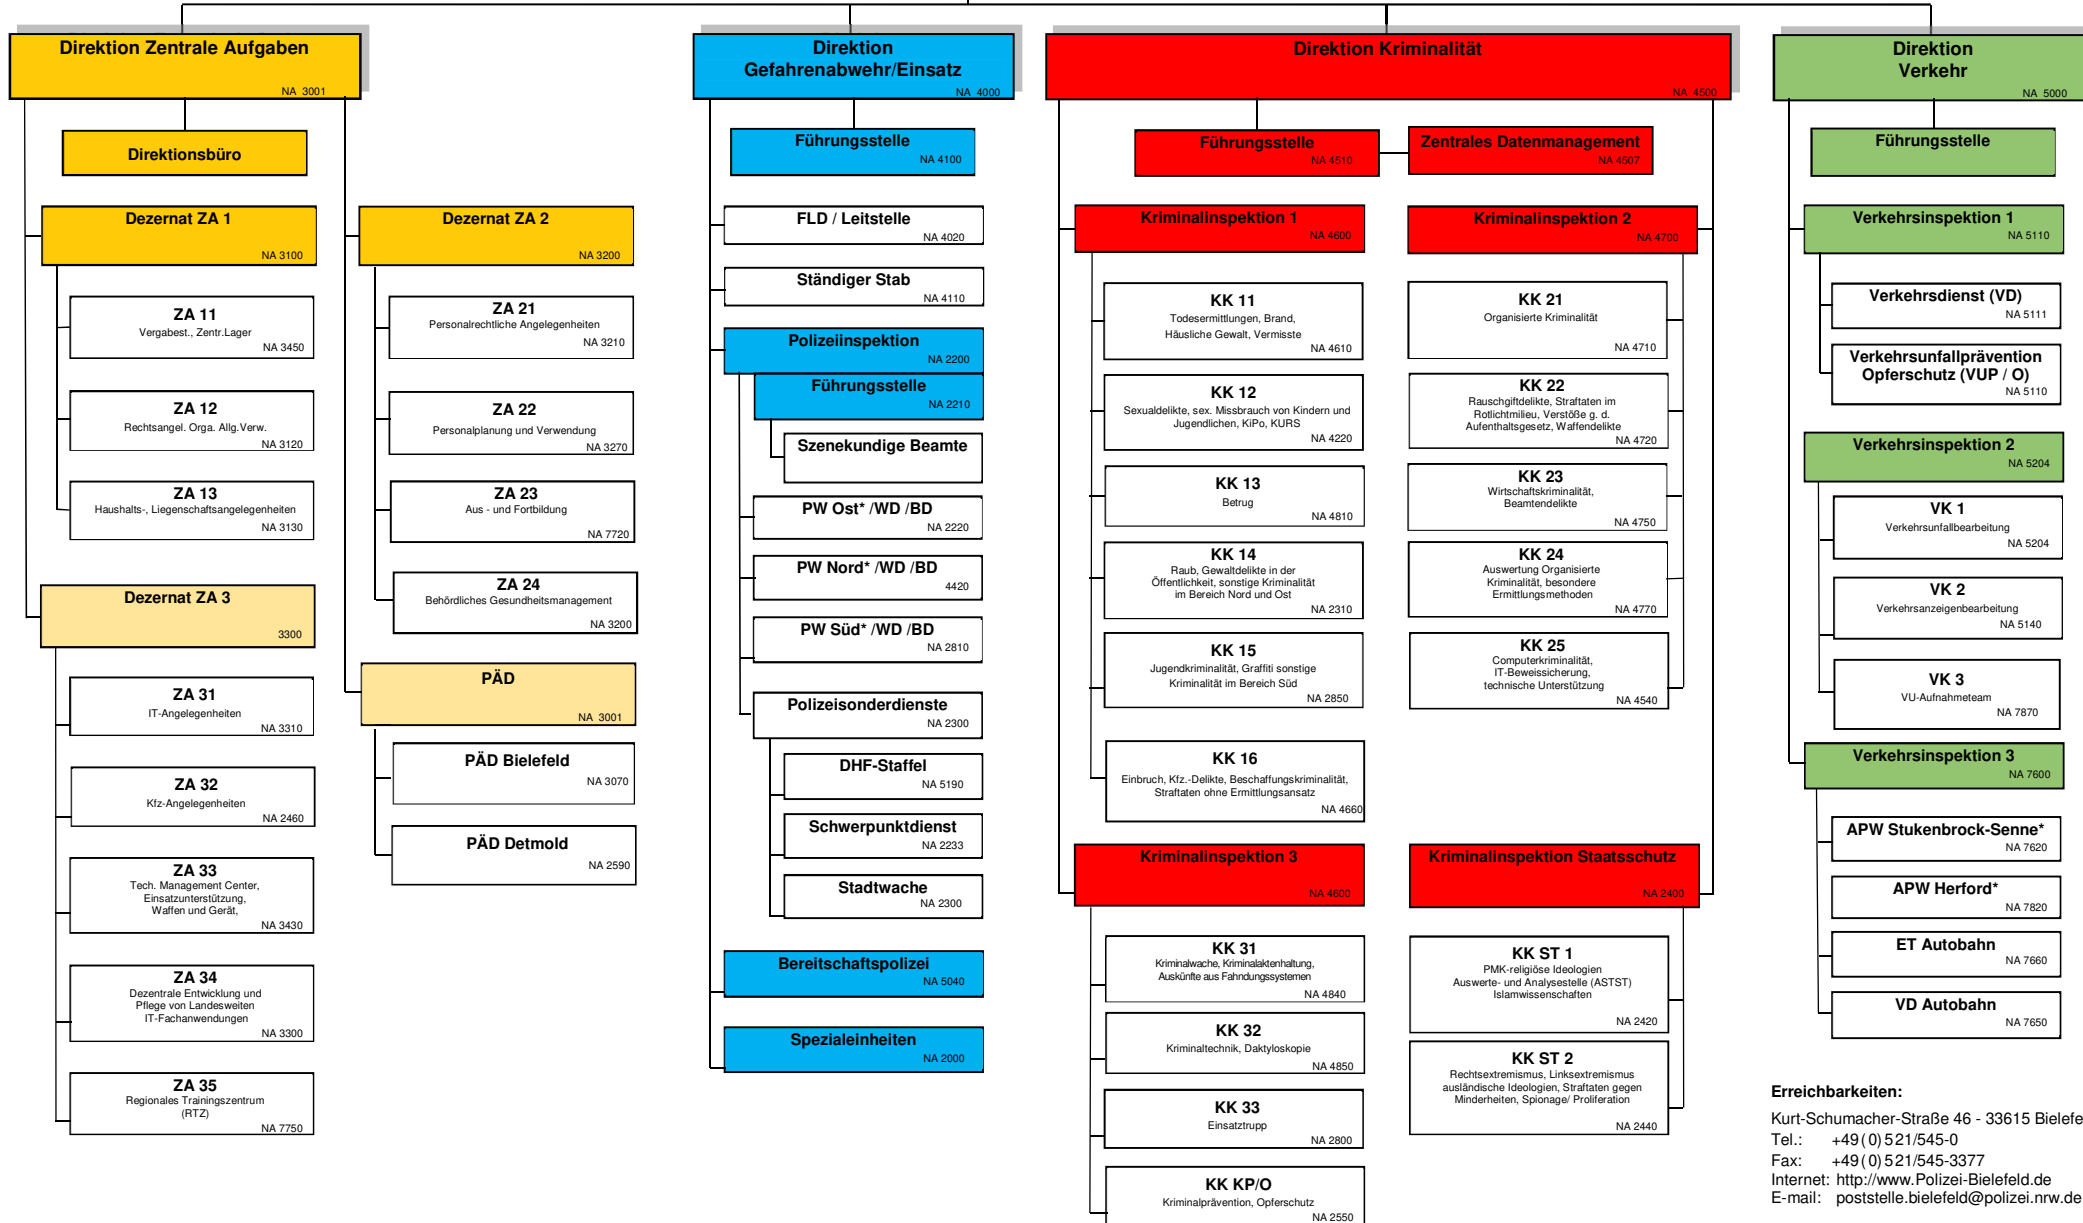 Direktion Zentrale Aufgaben
NA 3001
Direktionsbüro
Dezernat ZA 1
NA 3100
ZA 11
Vergabest., Zentr.Lager
NA 3450
ZA 12
Rechtsangel. Orga. Allg.Verw.
NA 3120
ZA 13
Haushalts-, Liegenschaftsangelegenheiten
NA 3130
Dezernat ZA 3
3300
ZA 31
IT-Angelegenheiten
NA 3310
ZA 32
Kfz-Angelegenheiten
NA 2460
ZA 33
Tech. Management Center,
Einsatzunterstützung,
Waffen und Gerät,
NA 3430
ZA 34
Dezentrale Entwicklung und
Pflege von Landesweiten
IT-Fachanwendungen
NA 3300
ZA 35
Regionales Trainingszentrum
(RTZ)
NA 7750
Dezernat ZA 2
NA 3200
ZA 21
Personalrechtliche Angelegenheiten
NA 3210
ZA 22
Personalplanung und Verwendung
NA 3270
ZA 23
Aus - und Fortbildung
NA 7720
ZA 24
Behördliches Gesundheitsmanagement
NA 3200
PÄD
NA 3001
PÄD Bielefeld
NA 3070
PÄD Detmold
NA 2590
Direktion
Gefahrenabwehr/Einsatz
NA 4000
Führungsstelle
NA 4100
FLD / Leitstelle
NA 4020
Ständiger Stab
NA 4110
Polizeiinspektion
NA 2200
Führungsstelle
NA 2210
Szenekundige Beamte
PW Ost* /WD /BD
NA 2220
PW Nord* /WD /BD
4420
PW Süd* /WD /BD
NA 2810
Polizeisonderdienste
NA 2300
DHF-Staffel
NA 5190
Schwerpunktdienst
NA 2233
Stadtwache
NA 2300
Bereitschaftspolizei
NA 5040
Spezialeinheiten
NA 2000
Direktion Kriminalität
NA 4500
Führungsstelle
NA 4510
Zentrales Datenmanagement
NA 4507
Kriminalinspektion 1
NA 4600
KK 11
Todesermittlungen, Brand,
Häusliche Gewalt, Vermisste
NA 4610
KK 12
Sexualdelikte, sex. Missbrauch von Kindern und
Jugendlichen, KiPo, KURS
NA 4220
KK 13
Betrug
NA 4810
KK 14
Raub, Gewaltdelikte in der
Öffentlichkeit, sonstige Kriminalität
im Bereich Nord und Ost
NA 2310
KK 15
Jugendkriminalität, Graffiti sonstige
Kriminalität im Bereich Süd
NA 2850
KK 16
Einbruch, Kfz.-Delikte, Beschaffungskriminalität,
Straftaten ohne Ermittlungsansatz
NA 4660
Kriminalinspektion 3
NA 4600
KK 31
Kriminalwache, Kriminalaktenhaltung,
Auskünfte aus Fahndungssystemen
NA 4840
KK 32
Kriminaltechnik, Daktyloskopie
NA 4850
KK 33
Einsatztrupp
NA 2800
KK KP/O
Kriminalprävention, Opferschutz
NA 2550
Kriminalinspektion 2
NA 4700
KK 21
Organisierte Kriminalität
NA 4710
KK 22
Rauschgiftdelikte, Straftaten im
Rotlichtmilieu, Verstöße g. d.
Aufenthaltsgesetz, Waffendelikte
NA 4720
KK 23
Wirtschaftskriminalität,
Beamtendelikte
NA 4750
KK 24
Auswertung Organisierte
Kriminalität, besondere
Ermittlungsmethoden
NA 4770
KK 25
Computerkriminalität,
IT-Beweissicherung,
technische Unterstützung
NA 4540
Kriminalinspektion Staatsschutz
NA 2400
KK ST 1
PMK-religiöse Ideologien
Auswerte- und Analysestelle (ASTST)
Islamwissenschaften
NA 2420
KK ST 2
Rechtsextremismus, Linksextremismus
ausländische Ideologien, Straftaten gegen
Minderheiten, Spionage/ Proliferation
NA 2440
Direktion
Verkehr
NA 5000
Führungsstelle
Verkehrsinspektion 1
NA 5110
Verkehrsdienst (VD)
NA 5111
Verkehrsunfallprävention
Opferschutz (VUP / O)
NA 5110
Verkehrsinspektion 2
NA 5204
VK 1
Verkehrsunfallbearbeitung
NA 5204
VK 2
Verkehrsanzeigenbearbeitung
NA 5140
VK 3
VU-Aufnahmeteam
NA 7870
Verkehrsinspektion 3
NA 7600
APW Stukenbrock-Senne*
NA 7620
APW Herford*
NA 7820
ET Autobahn
NA 7660
VD Autobahn
NA 7650
Erreichbarkeiten:
Kurt-Schumacher-Straße 46 - 33615 Bielefe
Tel.: +49(0)521/545-0
Fax: +49(0)521/545-3377
Internet: http://www.Polizei-Bielefeld.de
E-mail: poststelle.bielefeld@polizei.nrw.de